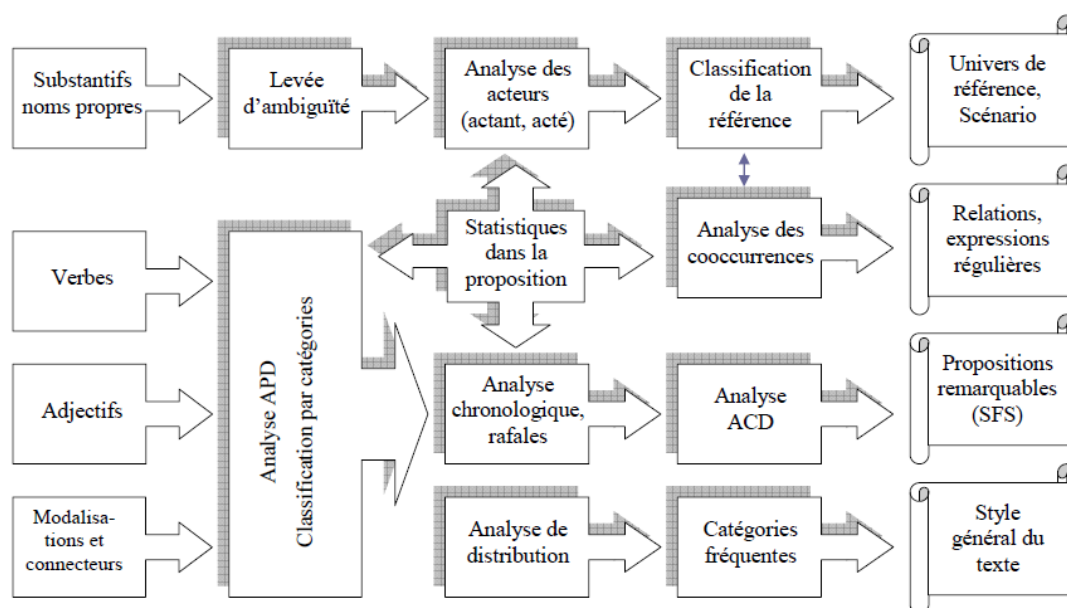 Substantifs
noms propres
Levée
d'ambiguïté
Analyse des
acteurs
(actant, acté)
Classification
de la
référence
Univers de
référence,
Scénario
Verbes
Analyse APD
Classification par catégories
Statistiques
dans la
proposition
Analyse des
cooccurrences
Relations,
expressions
régulières
Adjectifs
Analyse
chronologique,
rafales
Analyse
ACD
Propositions
remarquables
(SFS)
Modalisa-
tions et
connecteurs
Analyse de
distribution
Catégories
fréquentes
Style
général du
texte